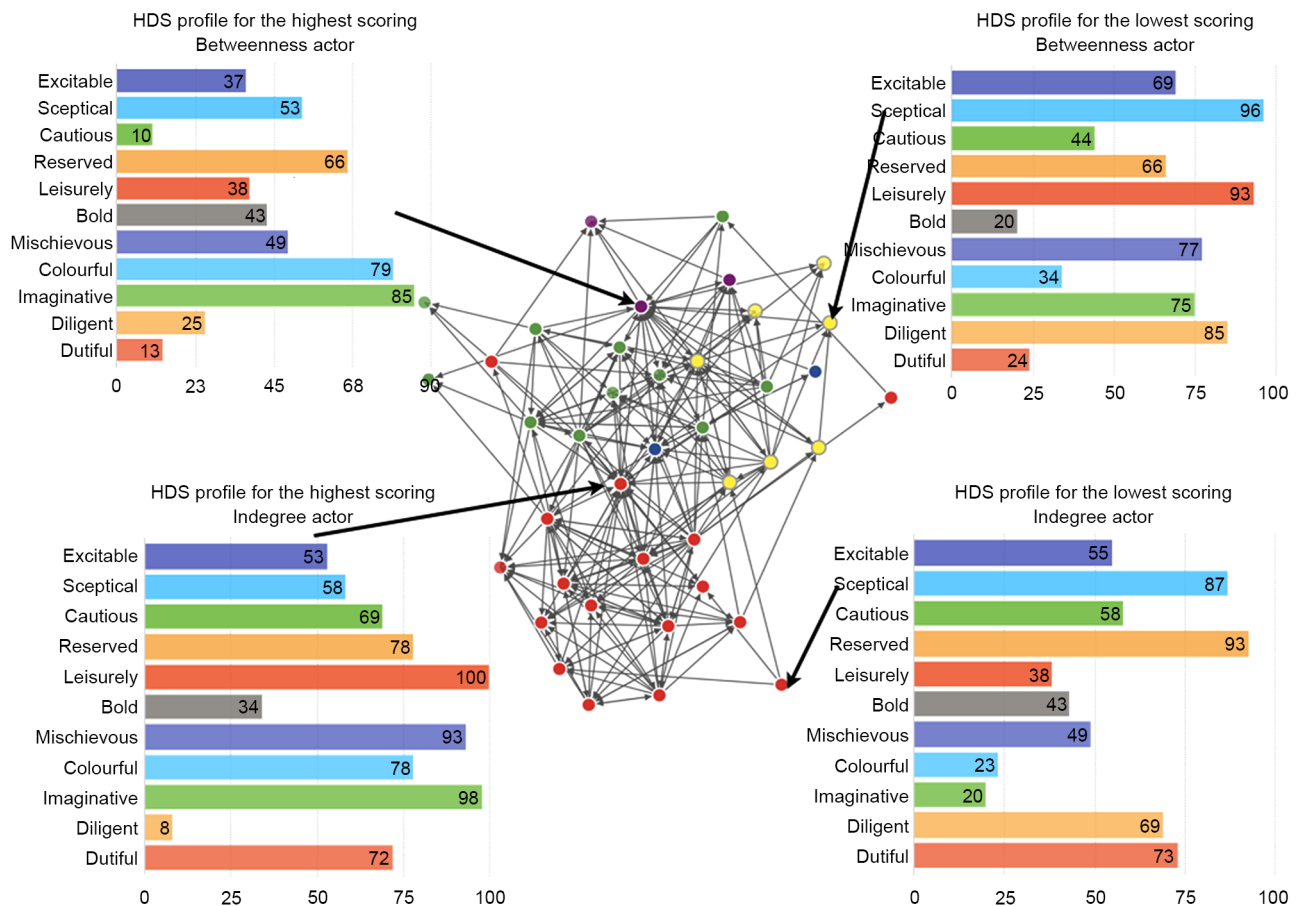 HDS profile for the highest scoring
Betweenness actor
Excitable 37
Sceptical 53
Cautious 10
Reserved 66
Leisurely 38
Bold 43
Mischievous 49
Colourful 79
Imaginative 85
Diligent 25
Dutiful 13
0 23 45 68 90
HDS profile for the lowest scoring
Betweenness actor
Excitable 69
Sceptical 96
Cautious 44
Reserved 66
Leisurely 93
Bold 20
Mischievous 77
Colourful 34
Imaginative 75
Diligent 85
Dutiful 24
0 25 50 75 100
HDS profile for the highest scoring
Indegree actor
Excitable 53
Sceptical 58
Cautious 69
Reserved 78
Leisurely 100
Bold 34
Mischievous 93
Colourful 78
Imaginative 98
Diligent 8
Dutiful 72
0 25 50 75 100
HDS profile for the lowest scoring
Indegree actor
Excitable 55
Sceptical 87
Cautious 58
Reserved 93
Leisurely 38
Bold 43
Mischievous 49
Colourful 23
Imaginative 20
Diligent 69
Dutiful 73
0 25 50 75 100